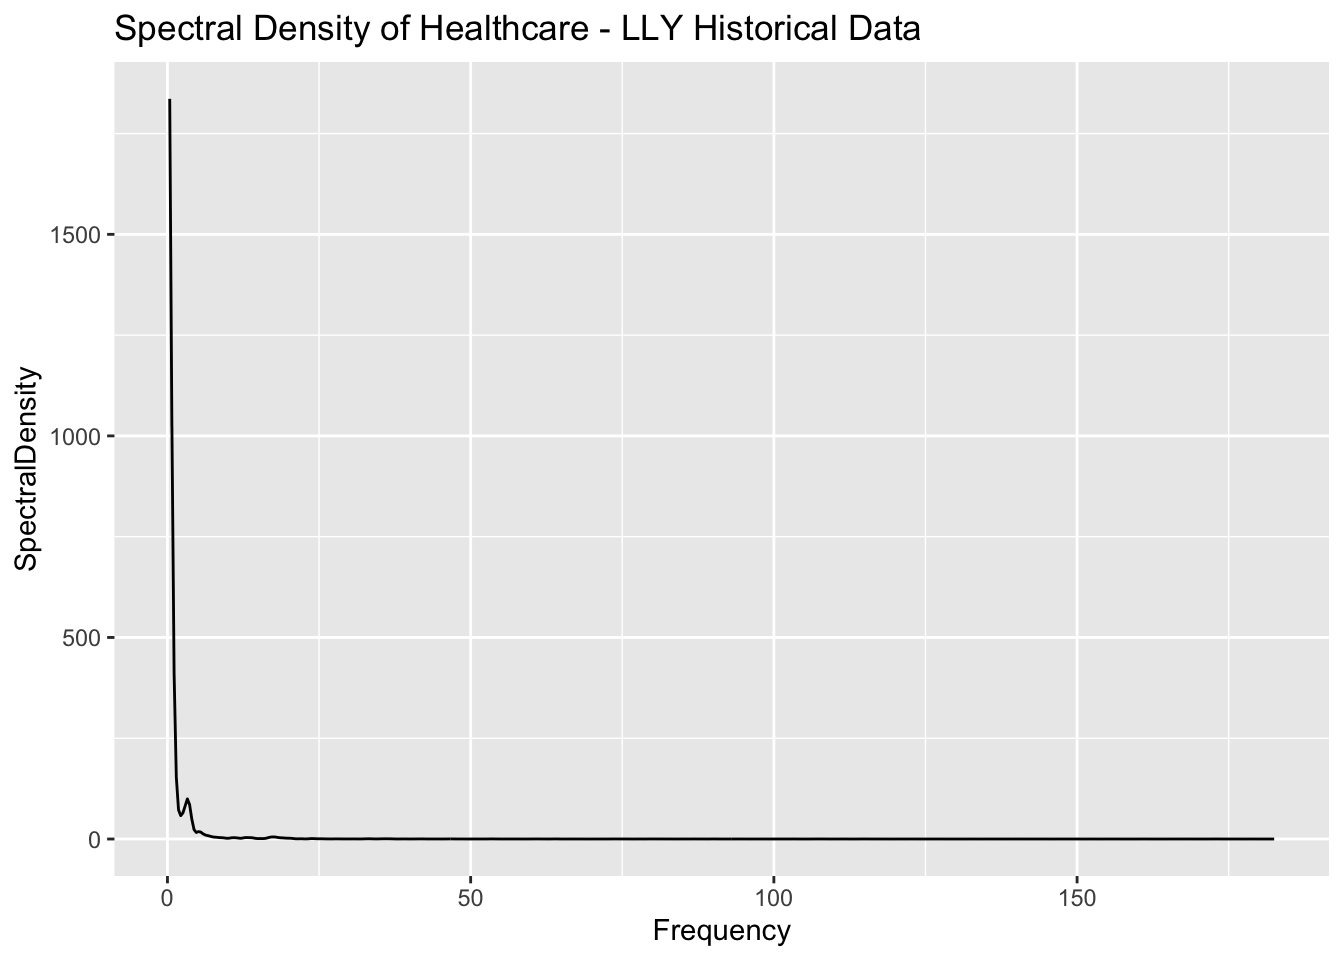 Spectral Density of Healthcare - LLY Historical Data
SpectralDensity
1500
1000
500
0
0 50 100 150
Frequency